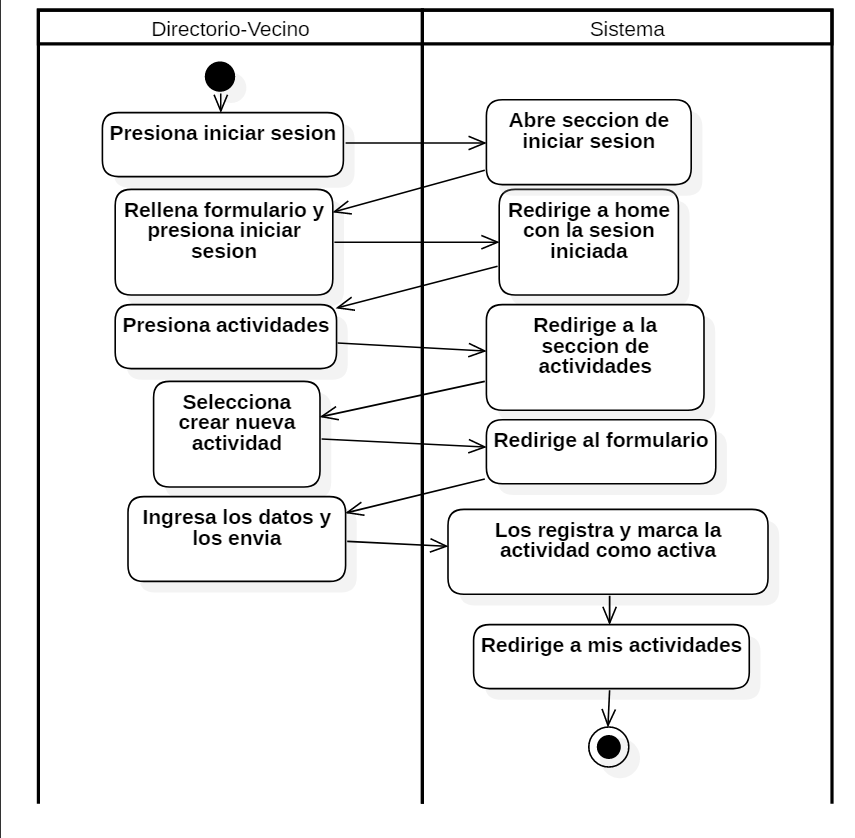 Directorio-Vecino
Sistema
Presiona iniciar sesion
Abre seccion de
iniciar sesion
Rellena formulario y
presiona iniciar
sesion
Redirige a home
con la sesion
iniciada
Presiona actividades
Redirige a la
seccion de
actividades
Selecciona
crear nueva
actividad
Redirige al formulario
Ingresa los datos y
los envia
Los registra y marca la
actividad como activa
Redirige a mis actividades